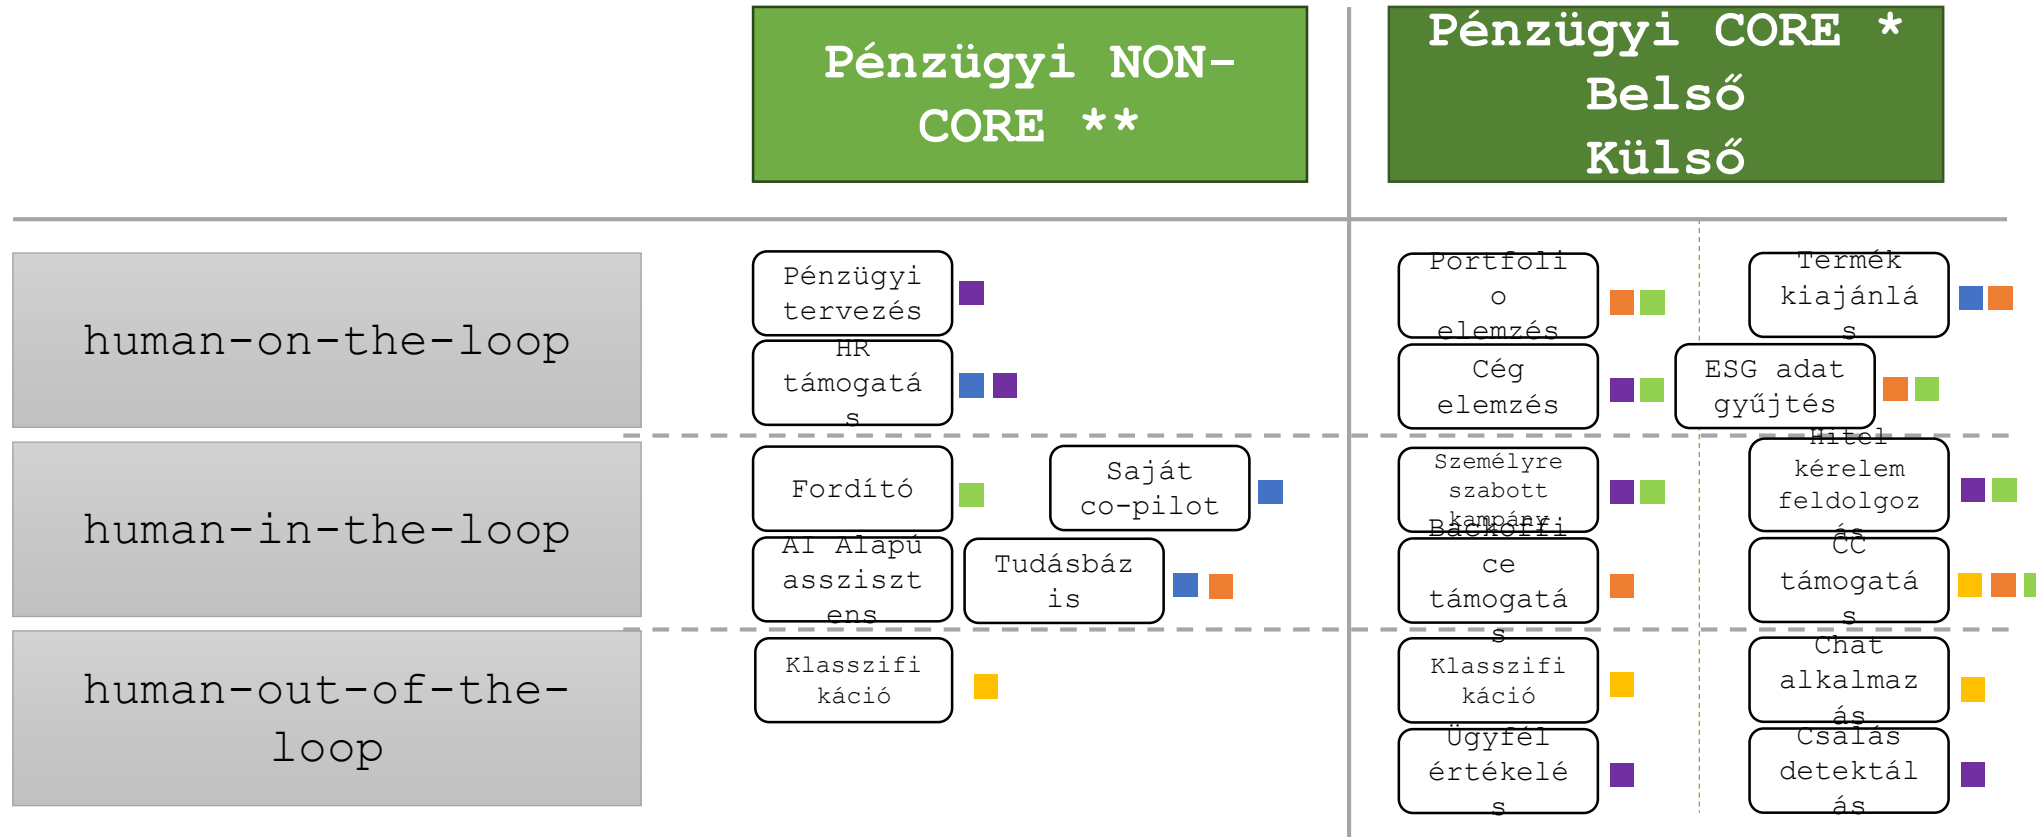 Pénzügyi NON-
CORE **
Pénzügyi CORE *
Belső
Külső
human-on-the-loop
Pénzügyi
tervezés
HR
támogatá
s
Portfoli
o
elemzés
Termék
kiajánlá
s
Cég
elemzés
ESG adat
gyűjtés
human-in-the-loop
Fordító
Saját
co-pilot
AI Alapú
assziszt
ens
Tudásbáz
is
Személyre
szabott
kampány
Hitel
kérelem
feldolgoz
ás
Backoffi
ce
támogatá
s
CC
támogatá
s
human-out-of-the-
loop
Klasszifi
káció
Klasszifi
káció
Chat
alkalmaz
ás
Ügyfél
értékelé
s
Csalás
detektál
ás